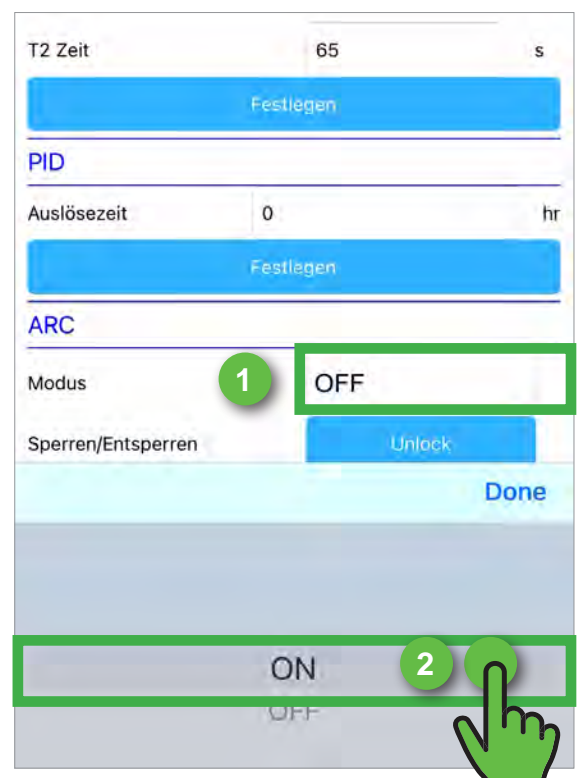 T2 Zeit 65 s
Festlegen
PID
Auslösezeit 0 hr
Festlegen
ARC
1
Modus OFF
Sperren/Entsperren Unlock
Done
ON 2
OFF